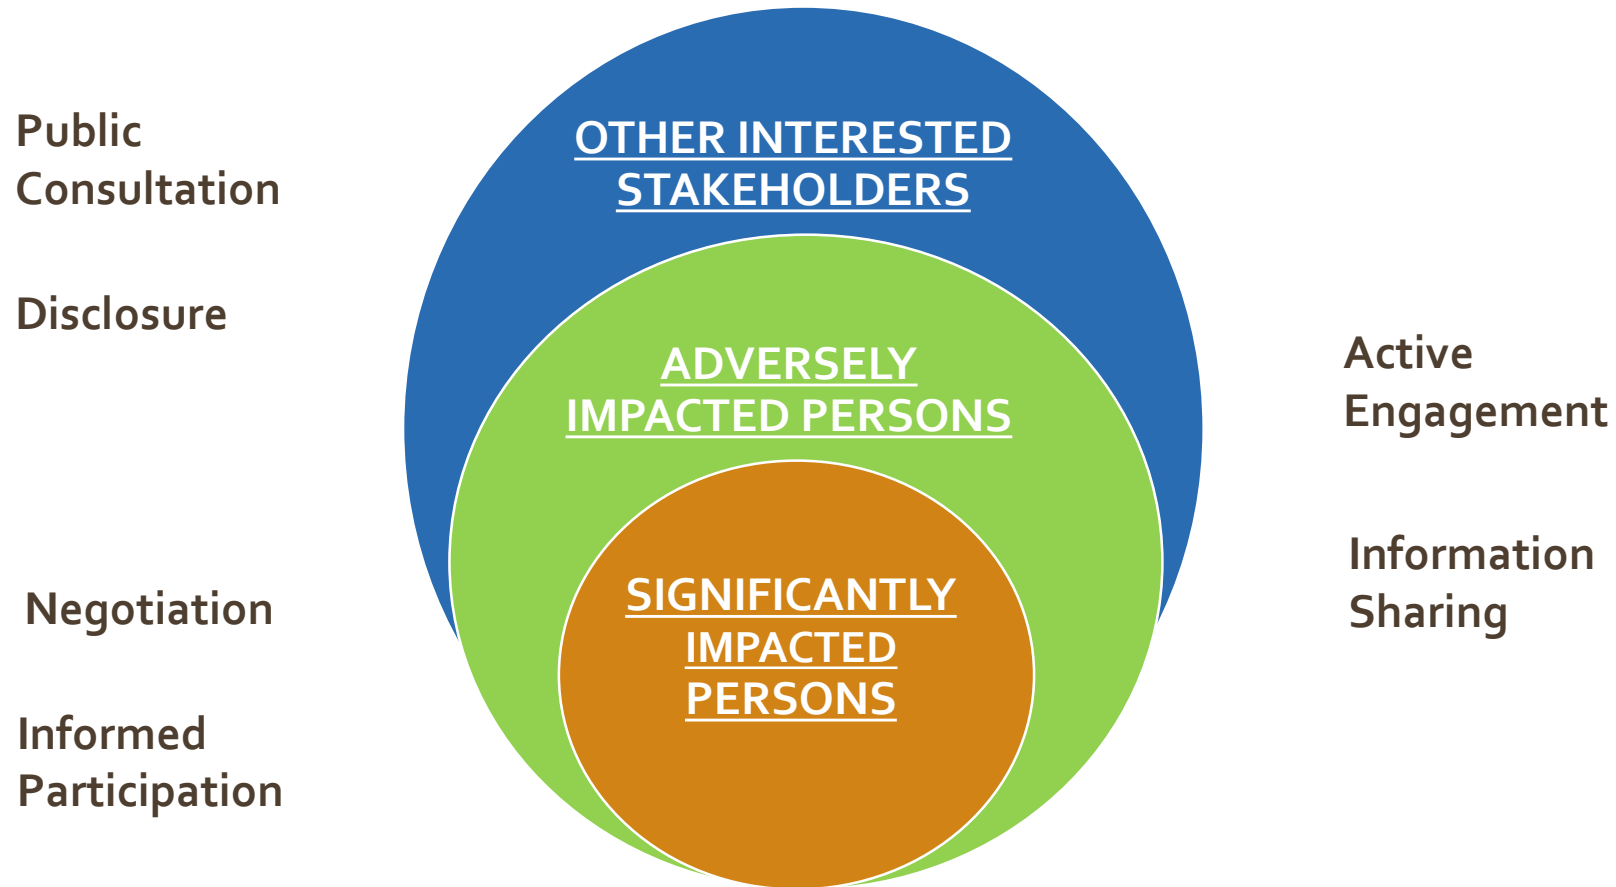 Public
Consultation
Disclosure
Negotiation
Informed
Participation
OTHER INTERESTED
STAKEHOLDERS
ADVERSELY
IMPACTED PERSONS
SIGNIFICANTLY
IMPACTED
PERSONS
Active
Engagement
Information
Sharing